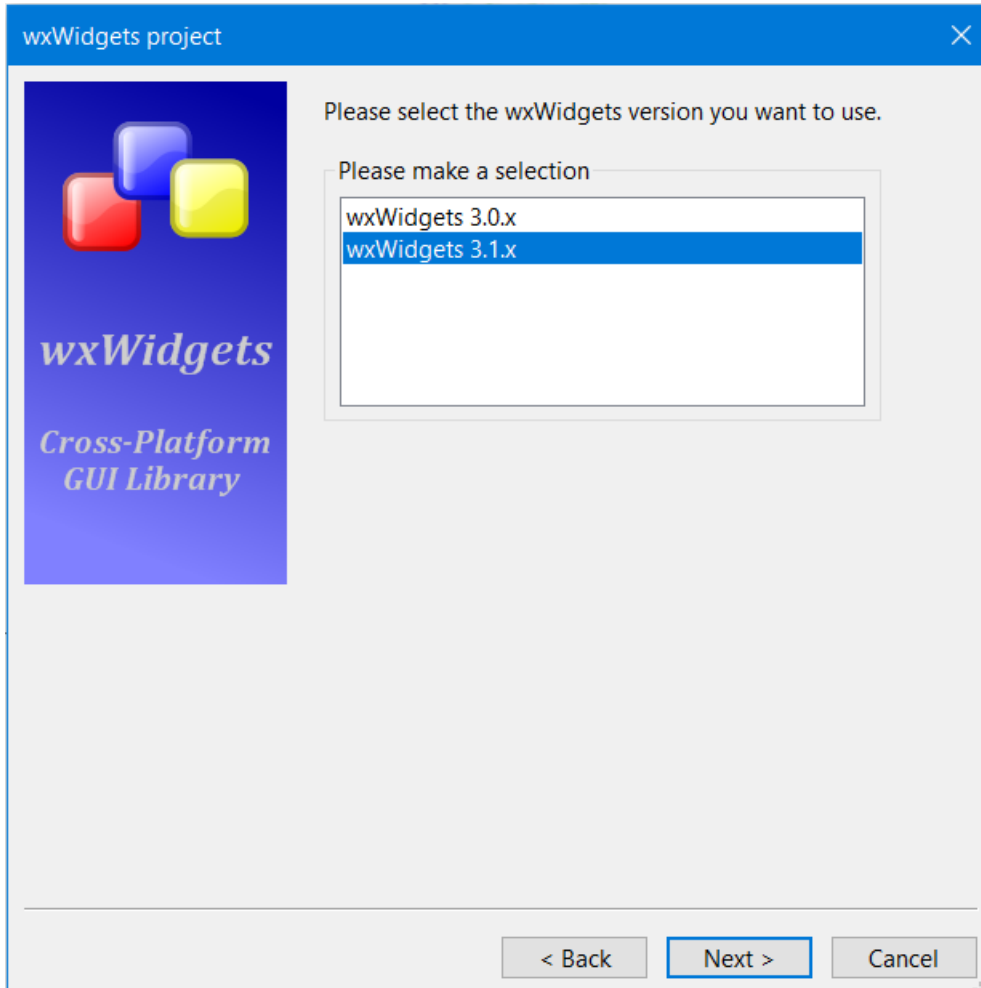 wxWidgets project
Please select the wxWidgets version you want to use.
Please make a selection
wxWidgets 3.0.x
wxWidgets 3.1.x
wxWidgets
Cross-Platform
GUI Library
< Back
Next >
Cancel